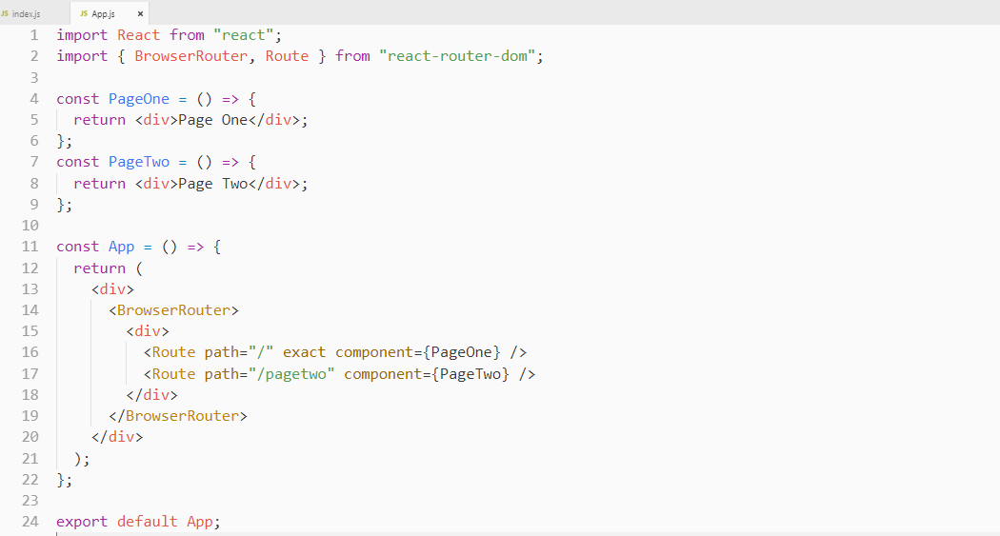 JS index.js JS App.js ×
1 import React from "react";
2 import { BrowserRouter, Route } from "react-router-dom";
3
4 const PageOne = () => {
5   return <div>Page One</div>;
6 };
7 const PageTwo = () => {
8   return <div>Page Two</div>;
9 };
10
11 const App = () => {
12   return (
13     <div>
14       <BrowserRouter>
15         <div>
16           <Route path="/" exact component={PageOne} />
17           <Route path="/pagetwo" component={PageTwo} />
18         </div>
19       </BrowserRouter>
20     </div>
21   );
22 };
23
24 export default App;